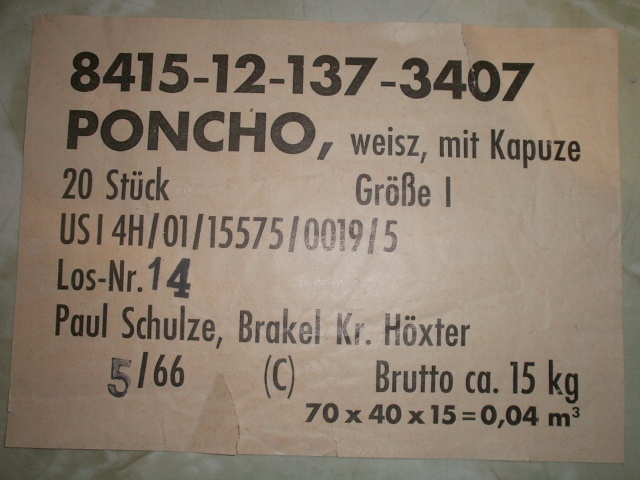 8415-12-137-3407
PONCHO, weisz, mit Kapuze
20 Stück Größe I
US I 4H/01/15575/0019/5
Los-Nr. 14
Paul Schulze, Brakel Kr. Höxter
5/66 (C) Brutto ca. 15 kg
70 x 40 x 15 = 0,04 m³